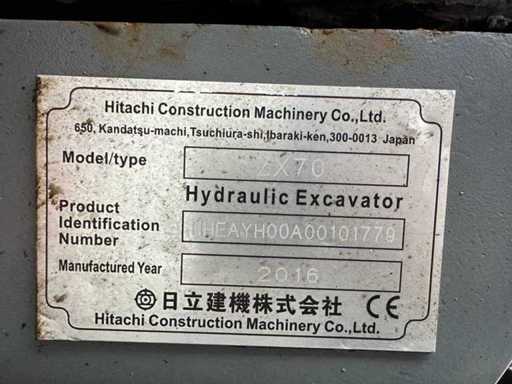 Hitachi Construction Machinery Co.,Ltd.
650, Kandatsu-machi,Tsuchiura-shi,Ibaraki-ken,300-0013 Japan
Model/type ZX70
Hydraulic Excavator
Product Identification Number HEAYH00A00101779
Manufactured Year 2016
日立建機株式会社 CE
Hitachi Construction Machinery Co.,Ltd.